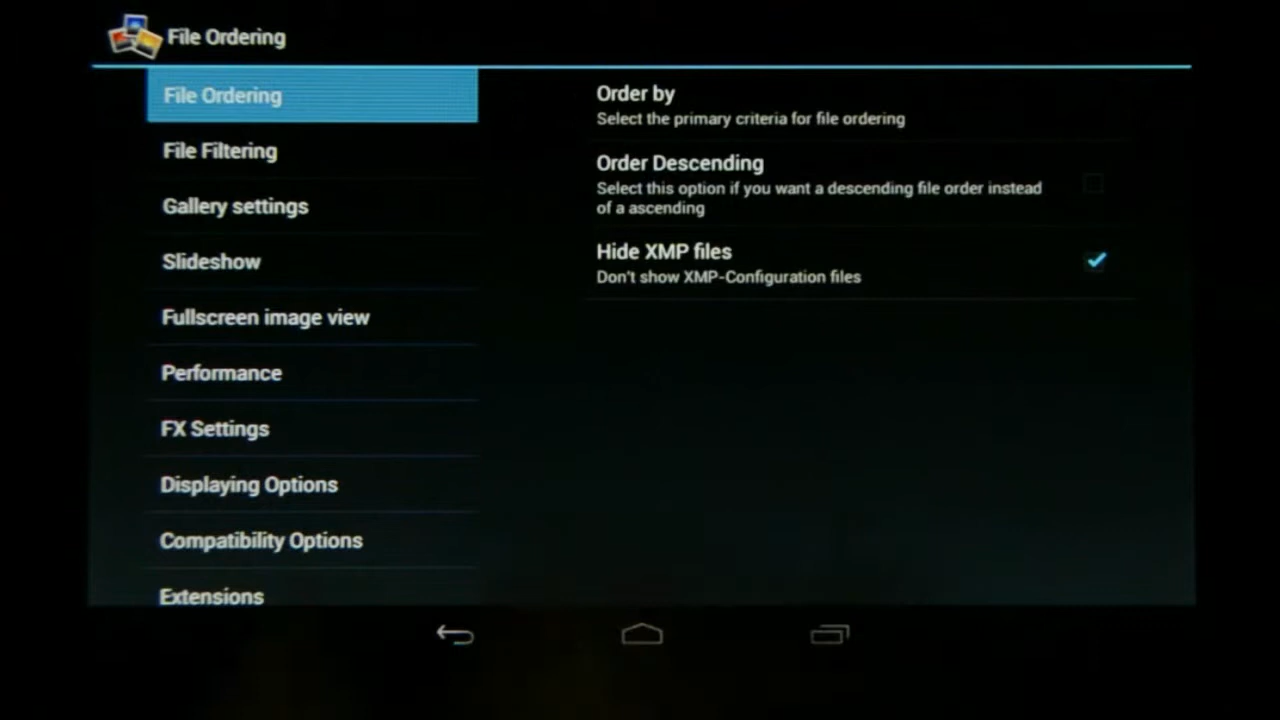 File Ordering
File Ordering
File Filtering
Gallery settings
Slideshow
Fullscreen image view
Performance
FX Settings
Displaying Options
Compatibility Options
Extensions
Order by
Select the primary criteria for file ordering
Order Descending
Select this option if you want a descending file order instead
of a ascending
Hide XMP files
Don't show XMP-Configuration files